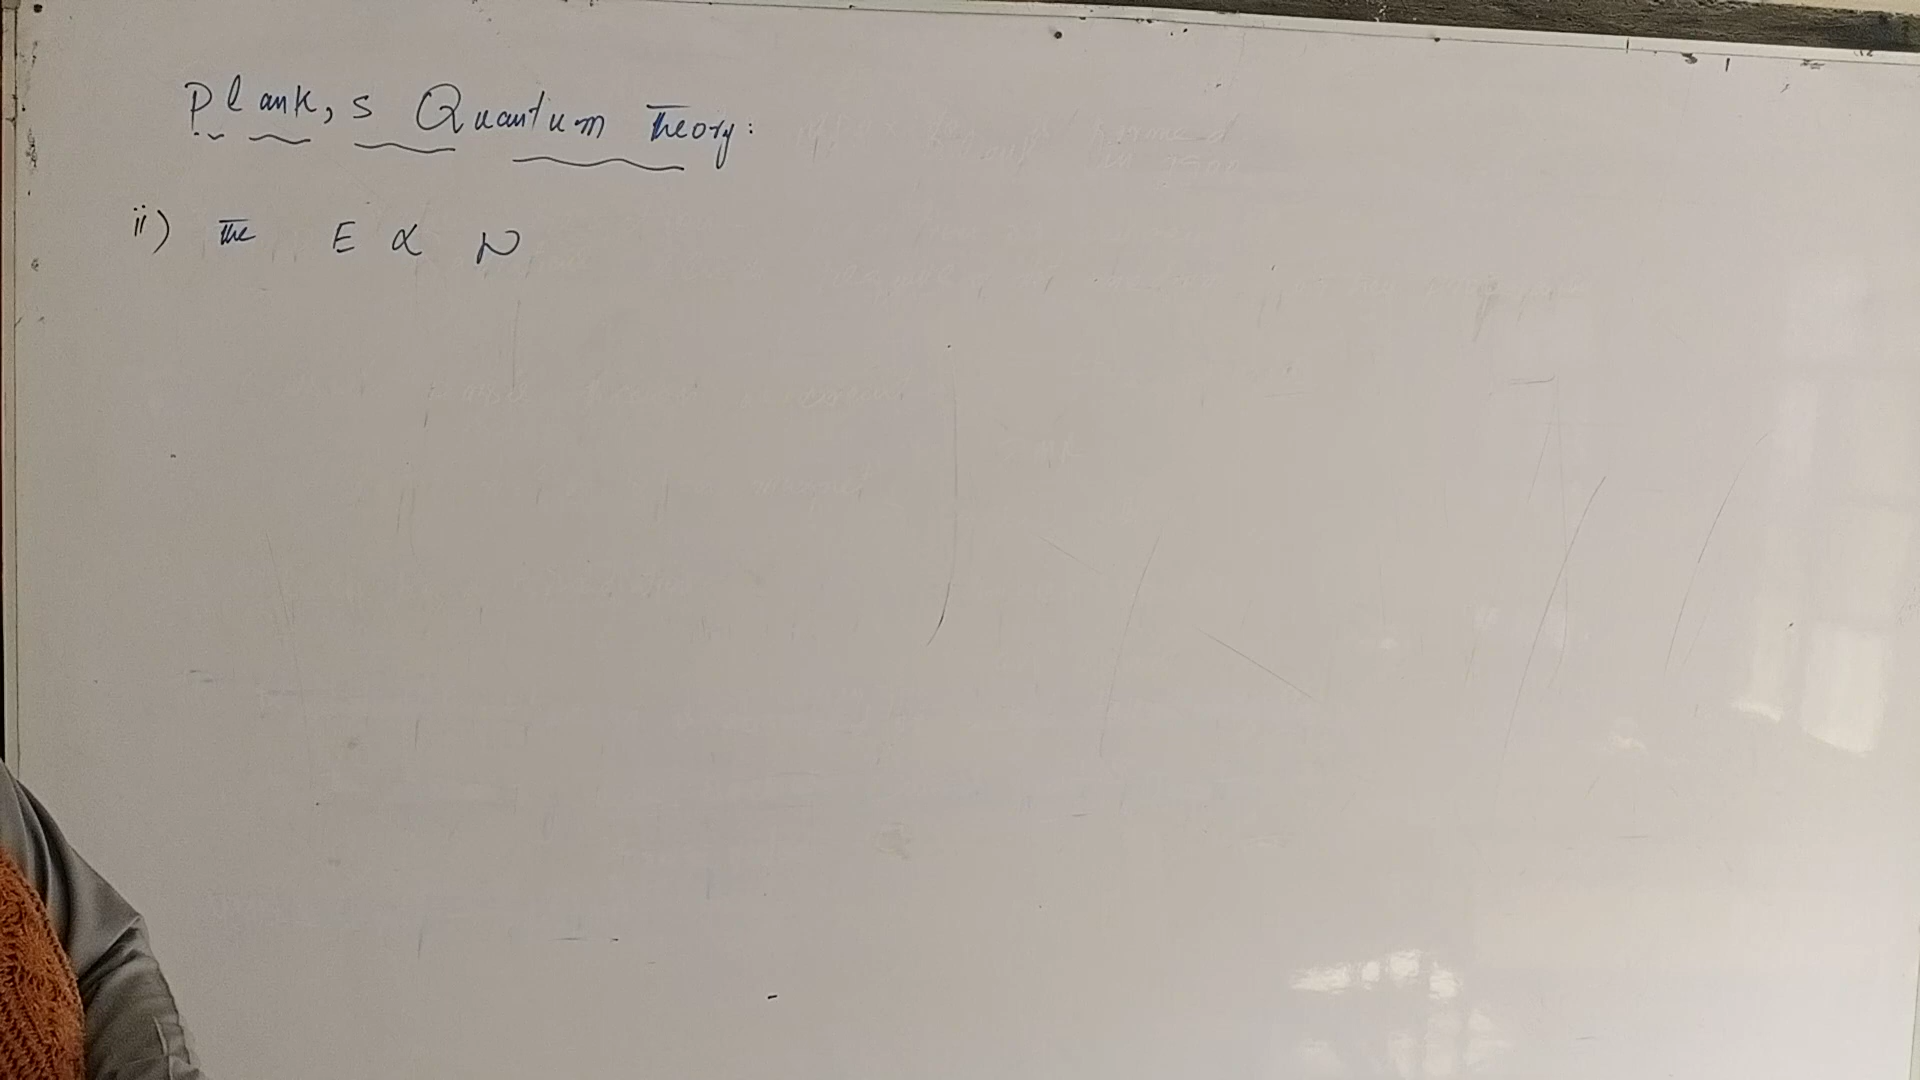 Plank,s Quantum Theory:
ii) The E ∝ ν